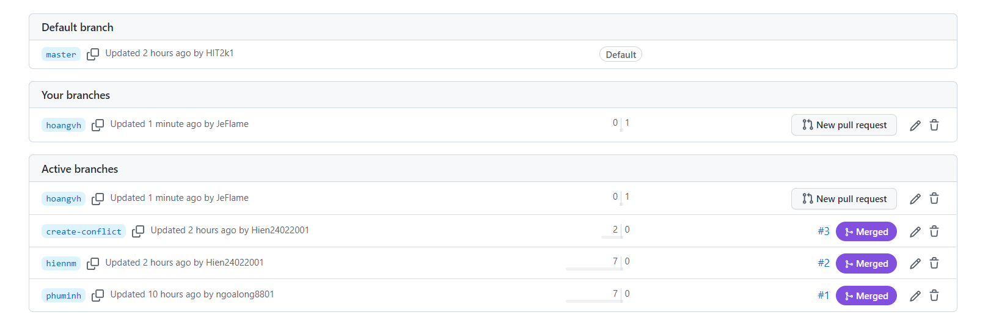 Default branch
master Updated 2 hours ago by HIT2k1 Default
Your branches
hoangvh Updated 1 minute ago by JeFlame 0 1 New pull request
Active branches
hoangvh Updated 1 minute ago by JeFlame 0 1 New pull request
create-conflict Updated 2 hours ago by Hien24022001 2 0 #3 Merged
hiennm Updated 2 hours ago by Hien24022001 7 0 #2 Merged
phuminh Updated 10 hours ago by ngoalong8801 7 0 #1 Merged